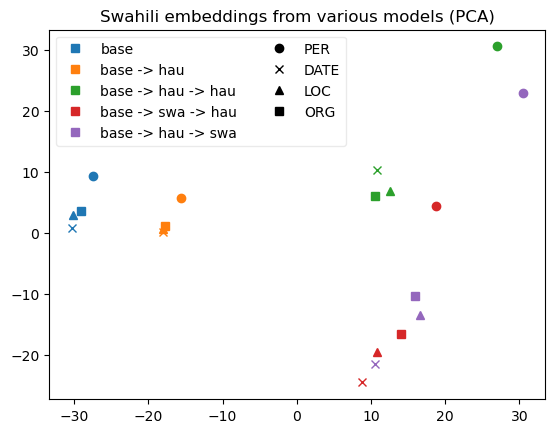 Swahili embeddings from various models (PCA)
base
base -> hau
base -> hau -> hau
base -> swa -> hau
base -> hau -> swa
PER
DATE
LOC
ORG
30
20
10
0
−10
−20
−30
−20
−10
0
10
20
30